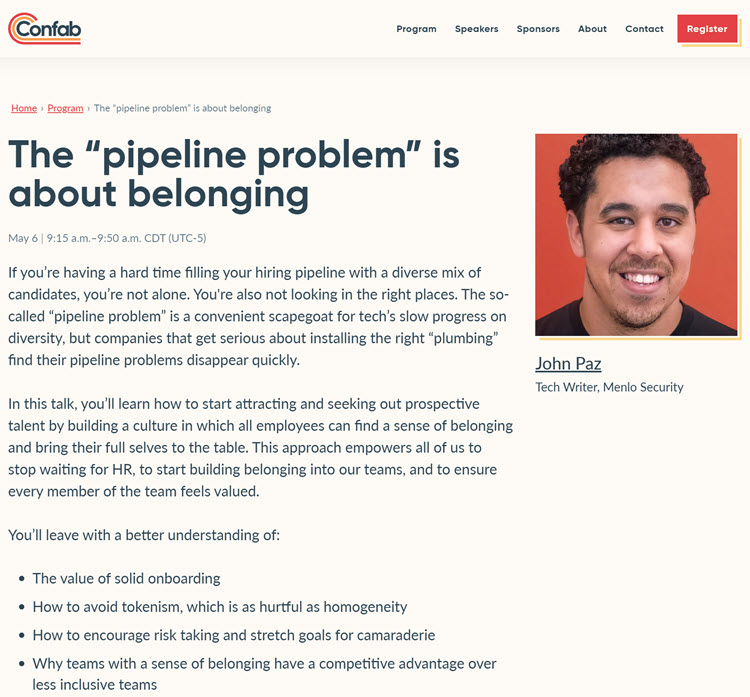 Confab
Program Speakers Sponsors About Contact Register
Home › Program › The “pipeline problem” is about belonging
The “pipeline problem” is
about belonging
May 6 | 9:15 a.m.–9:50 a.m. CDT (UTC-5)
If you’re having a hard time filling your hiring pipeline with a diverse mix of
candidates, you’re not alone. You're also not looking in the right places. The so-
called “pipeline problem” is a convenient scapegoat for tech’s slow progress on
diversity, but companies that get serious about installing the right “plumbing”
find their pipeline problems disappear quickly.
In this talk, you’ll learn how to start attracting and seeking out prospective
talent by building a culture in which all employees can find a sense of belonging
and bring their full selves to the table. This approach empowers all of us to
stop waiting for HR, to start building belonging into our teams, and to ensure
every member of the team feels valued.
You’ll leave with a better understanding of:
• The value of solid onboarding
• How to avoid tokenism, which is as hurtful as homogeneity
• How to encourage risk taking and stretch goals for camaraderie
• Why teams with a sense of belonging have a competitive advantage over
less inclusive teams
John Paz
Tech Writer, Menlo Security